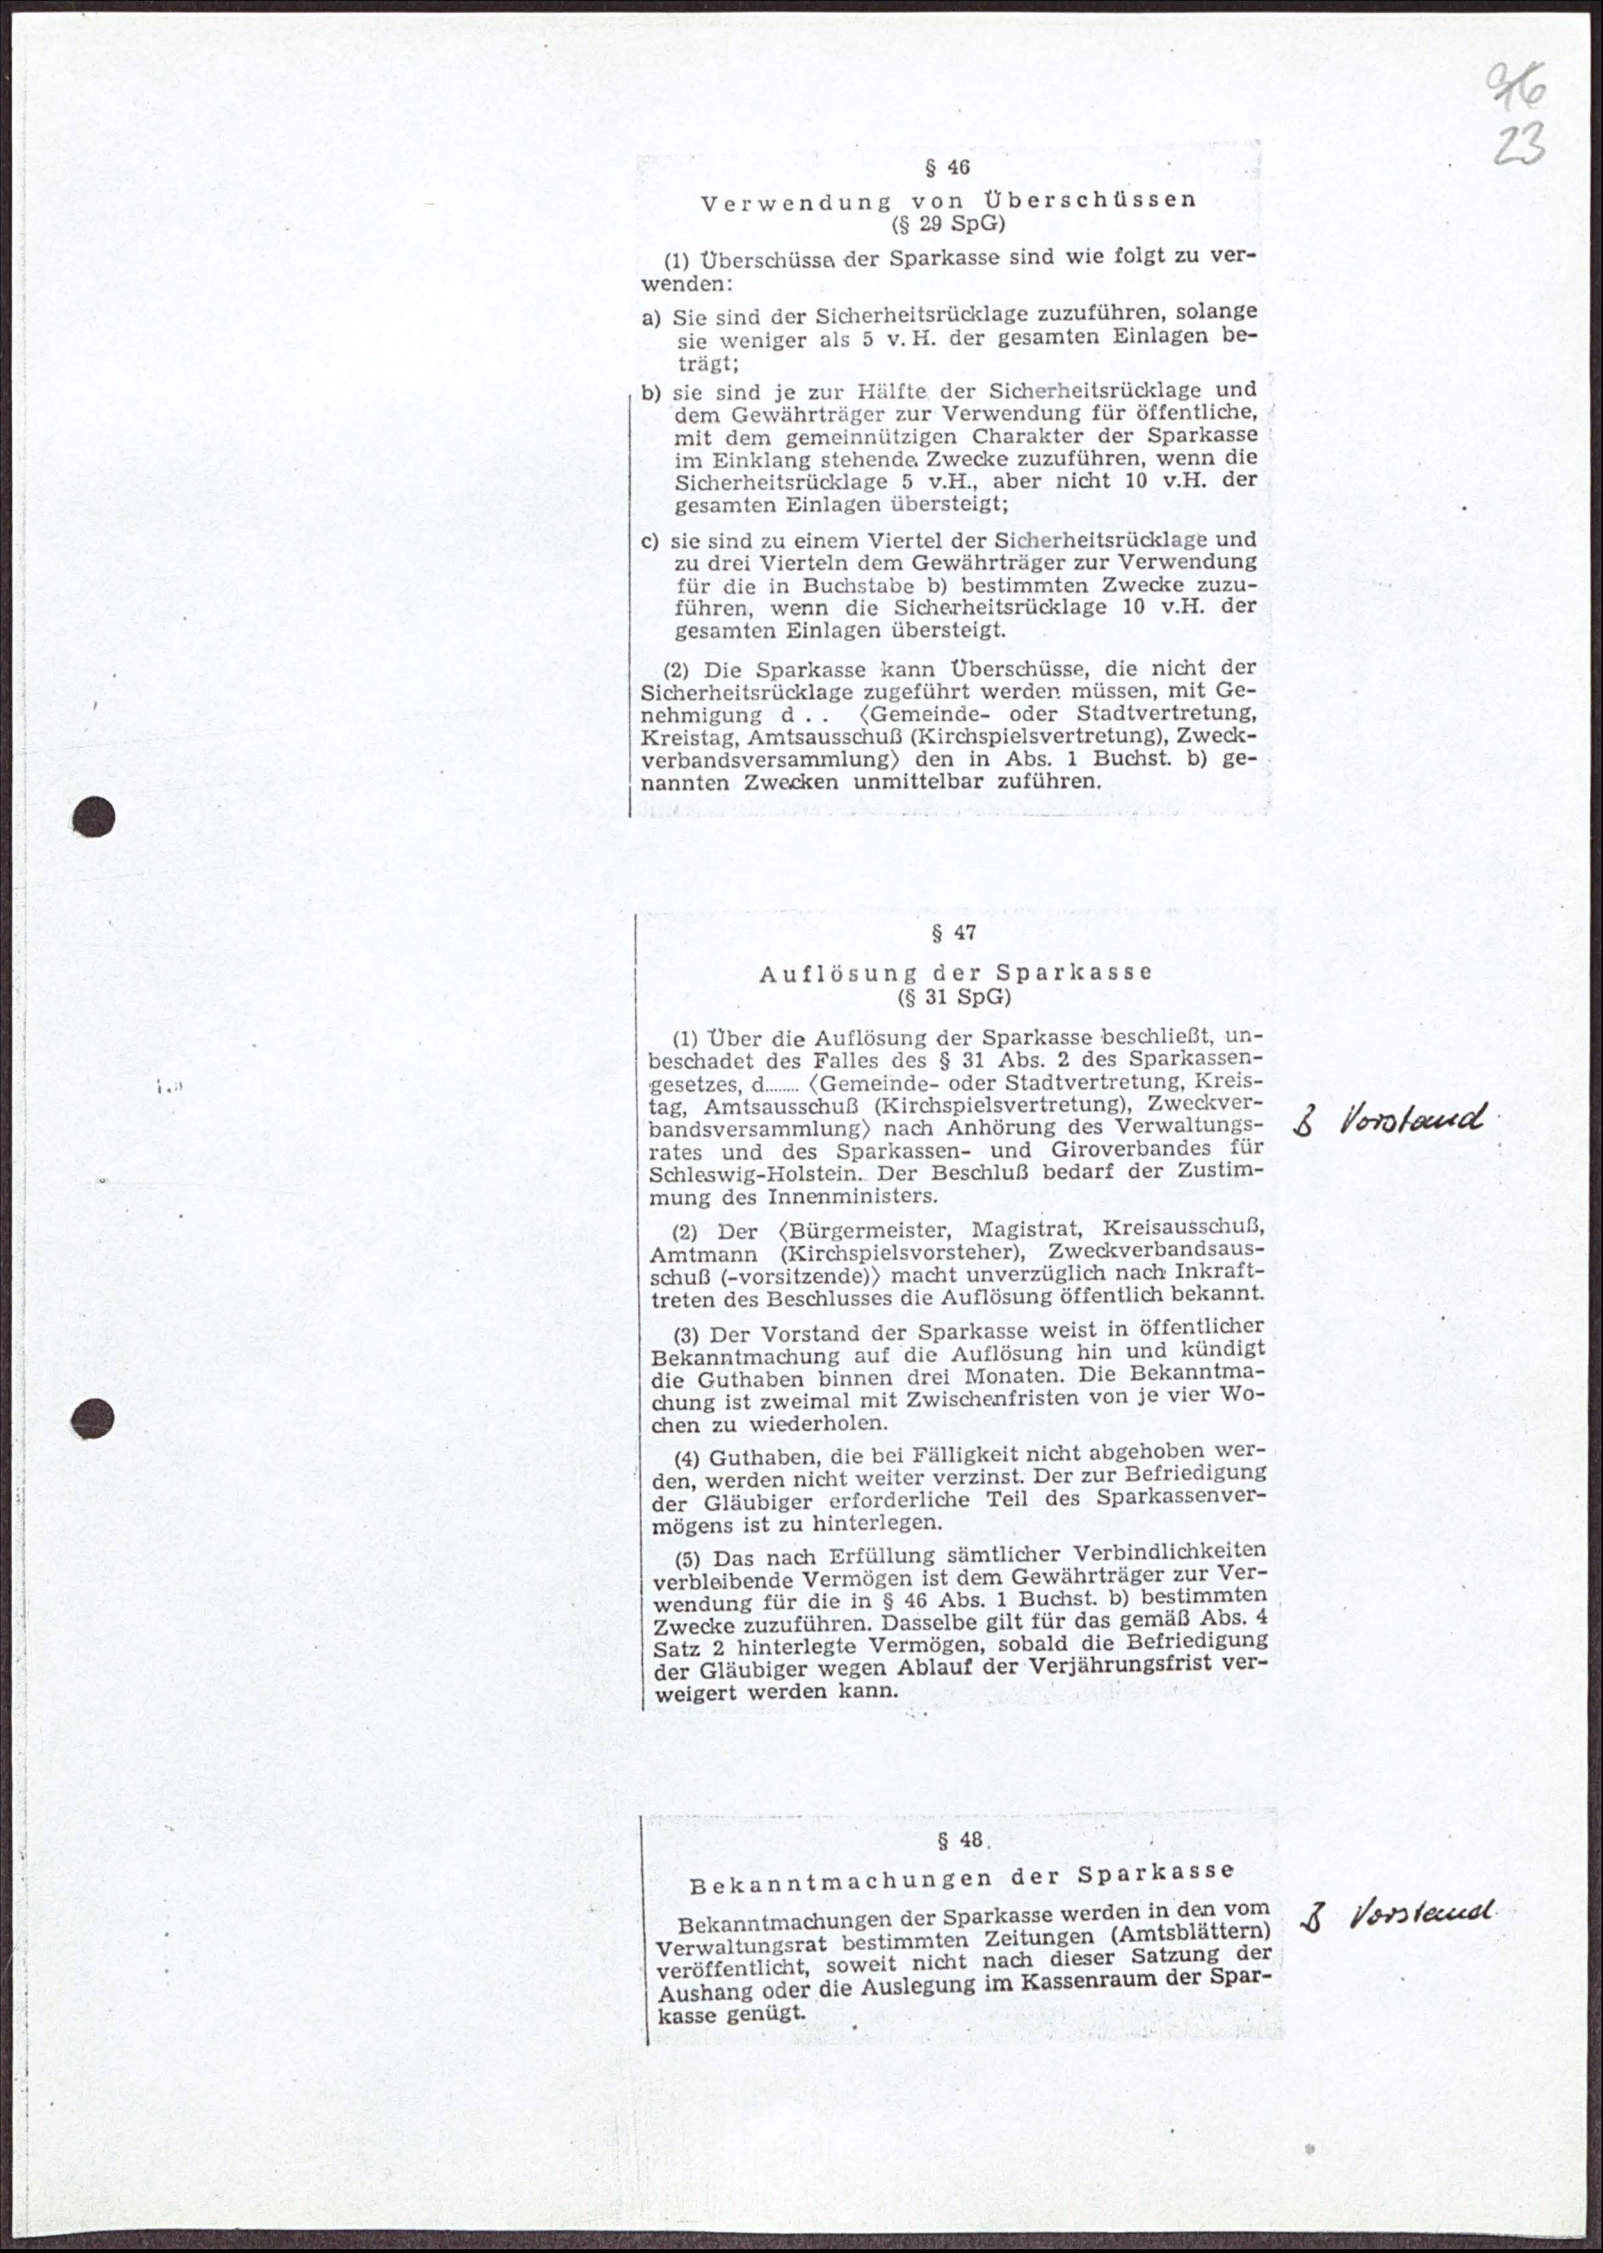 23
§ 46
Verwendung von Überschüssen
(§ 29 SpG)
(1) Überschüsse der Sparkasse sind wie folgt zu ver-
wenden:
a) Sie sind der Sicherheitsrücklage zuzuführen, solange
sie weniger als 5 v. H. der gesamten Einlagen be-
trägt;
b) sie sind je zur Hälfte der Sicherheitsrücklage und
dem Gewährträger zur Verwendung für öffentliche,
mit dem gemeinnützigen Charakter der Sparkasse
im Einklang stehende Zwecke zuzuführen, wenn die
Sicherheitsrücklage 5 v.H., aber nicht 10 v.H. der
gesamten Einlagen übersteigt;
c) sie sind zu einem Viertel der Sicherheitsrücklage und
zu drei Vierteln dem Gewährträger zur Verwendung
für die in Buchstabe b) bestimmten Zwecke zuzu-
führen, wenn die Sicherheitsrücklage 10 v.H. der
gesamten Einlagen übersteigt.
(2) Die Sparkasse kann Überschüsse, die nicht der
Sicherheitsrücklage zugeführt werden müssen, mit Ge-
nehmigung d . . ⟨Gemeinde- oder Stadtvertretung,
Kreistag, Amtsausschuß (Kirchspielsvertretung), Zweck-
verbandsversammlung⟩ den in Abs. 1 Buchst. b) ge-
nannten Zwecken unmittelbar zuführen.
§ 47
Auflösung der Sparkasse
(§ 31 SpG)
(1) Über die Auflösung der Sparkasse beschließt, un-
beschadet des Falles des § 31 Abs. 2 des Sparkassen-
gesetzes, d........ ⟨Gemeinde- oder Stadtvertretung, Kreis-
tag, Amtsausschuß (Kirchspielsvertretung), Zweckver-
bandsversammlung⟩ nach Anhörung des Verwaltungs-
rates und des Sparkassen- und Giroverbandes für
Schleswig-Holstein. Der Beschluß bedarf der Zustim-
mung des Innenministers.
Vorstand
(2) Der ⟨Bürgermeister, Magistrat, Kreisausschuß,
Amtmann (Kirchspielsvorsteher), Zweckverbandsaus-
schuß (-vorsitzende)⟩ macht unverzüglich nach Inkraft-
treten des Beschlusses die Auflösung öffentlich bekannt.
(3) Der Vorstand der Sparkasse weist in öffentlicher
Bekanntmachung auf die Auflösung hin und kündigt
die Guthaben binnen drei Monaten. Die Bekanntma-
chung ist zweimal mit Zwischenfristen von je vier Wo-
chen zu wiederholen.
(4) Guthaben, die bei Fälligkeit nicht abgehoben wer-
den, werden nicht weiter verzinst. Der zur Befriedigung
der Gläubiger erforderliche Teil des Sparkassenver-
mögens ist zu hinterlegen.
(5) Das nach Erfüllung sämtlicher Verbindlichkeiten
verbleibende Vermögen ist dem Gewährträger zur Ver-
wendung für die in § 46 Abs. 1 Buchst. b) bestimmten
Zwecke zuzuführen. Dasselbe gilt für das gemäß Abs. 4
Satz 2 hinterlegte Vermögen, sobald die Befriedigung
der Gläubiger wegen Ablauf der Verjährungsfrist ver-
weigert werden kann.
§ 48
Bekanntmachungen der Sparkasse
Bekanntmachungen der Sparkasse werden in den vom
Verwaltungsrat bestimmten Zeitungen (Amtsblättern)
veröffentlicht, soweit nicht nach dieser Satzung der
Aushang oder die Auslegung im Kassenraum der Spar-
kasse genügt.
Vorstand